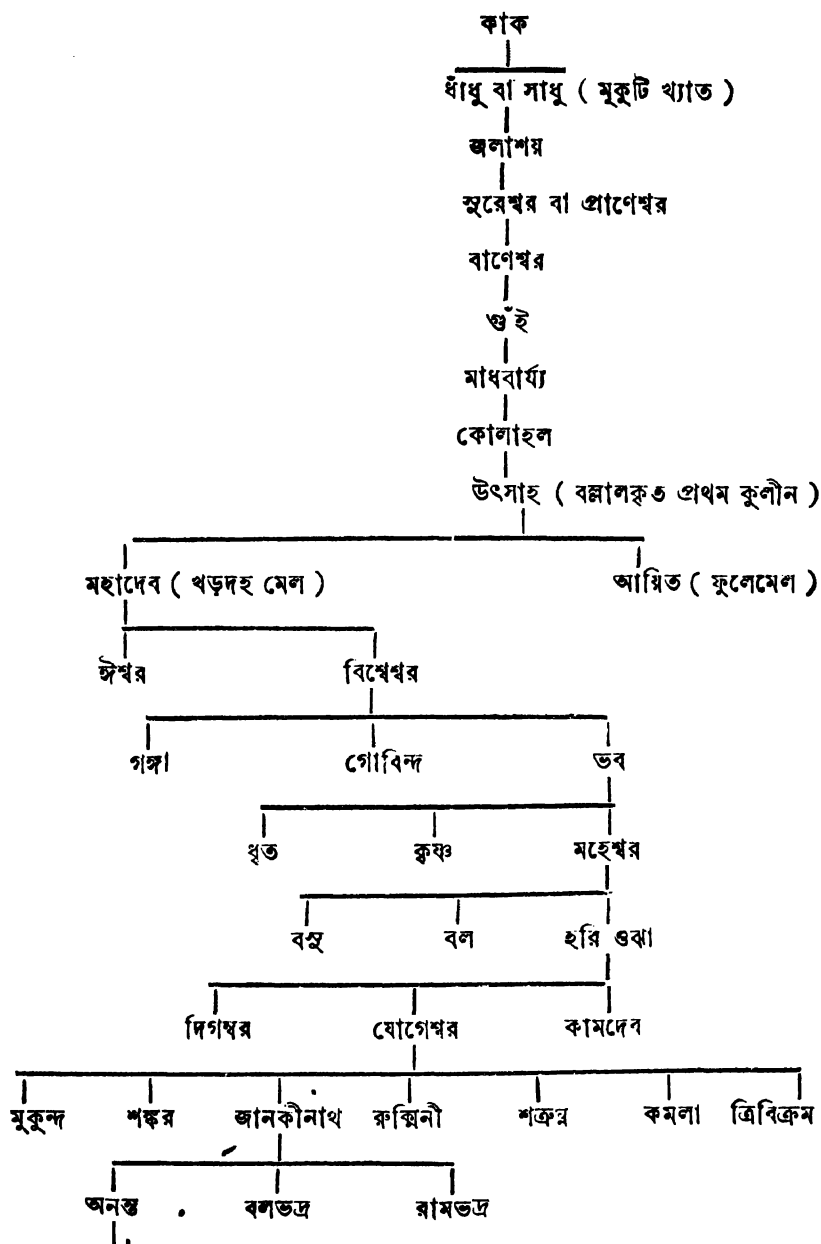 কাক
ধাঁধু বা সাধু ( মুকুটি খ্যাত )
জলাশয়
সুরেশ্বর বা প্রাণেশ্বর
বাণেশ্বর
গুঁই
মাধবার্য্য
কোলাহল
উৎসাহ ( বল্লালকৃত প্রথম কুলীন )
মহাদেব ( খড়দহ মেল ) আয়িত ( ফুলেমেল )
ঈশ্বর বিশ্বেশ্বর
গঙ্গা গোবিন্দ ভব
ধৃত কৃষ্ণ মহেশ্বর
বসু বল হরি ওঝা
দিগম্বর যোগেশ্বর কামদেব
মুকুন্দ শঙ্কর জানকীনাথ রুক্মিনী শত্রুঘ্ন কমলা ত্রিবিক্রম
অনন্ত বলভদ্র রামভদ্র